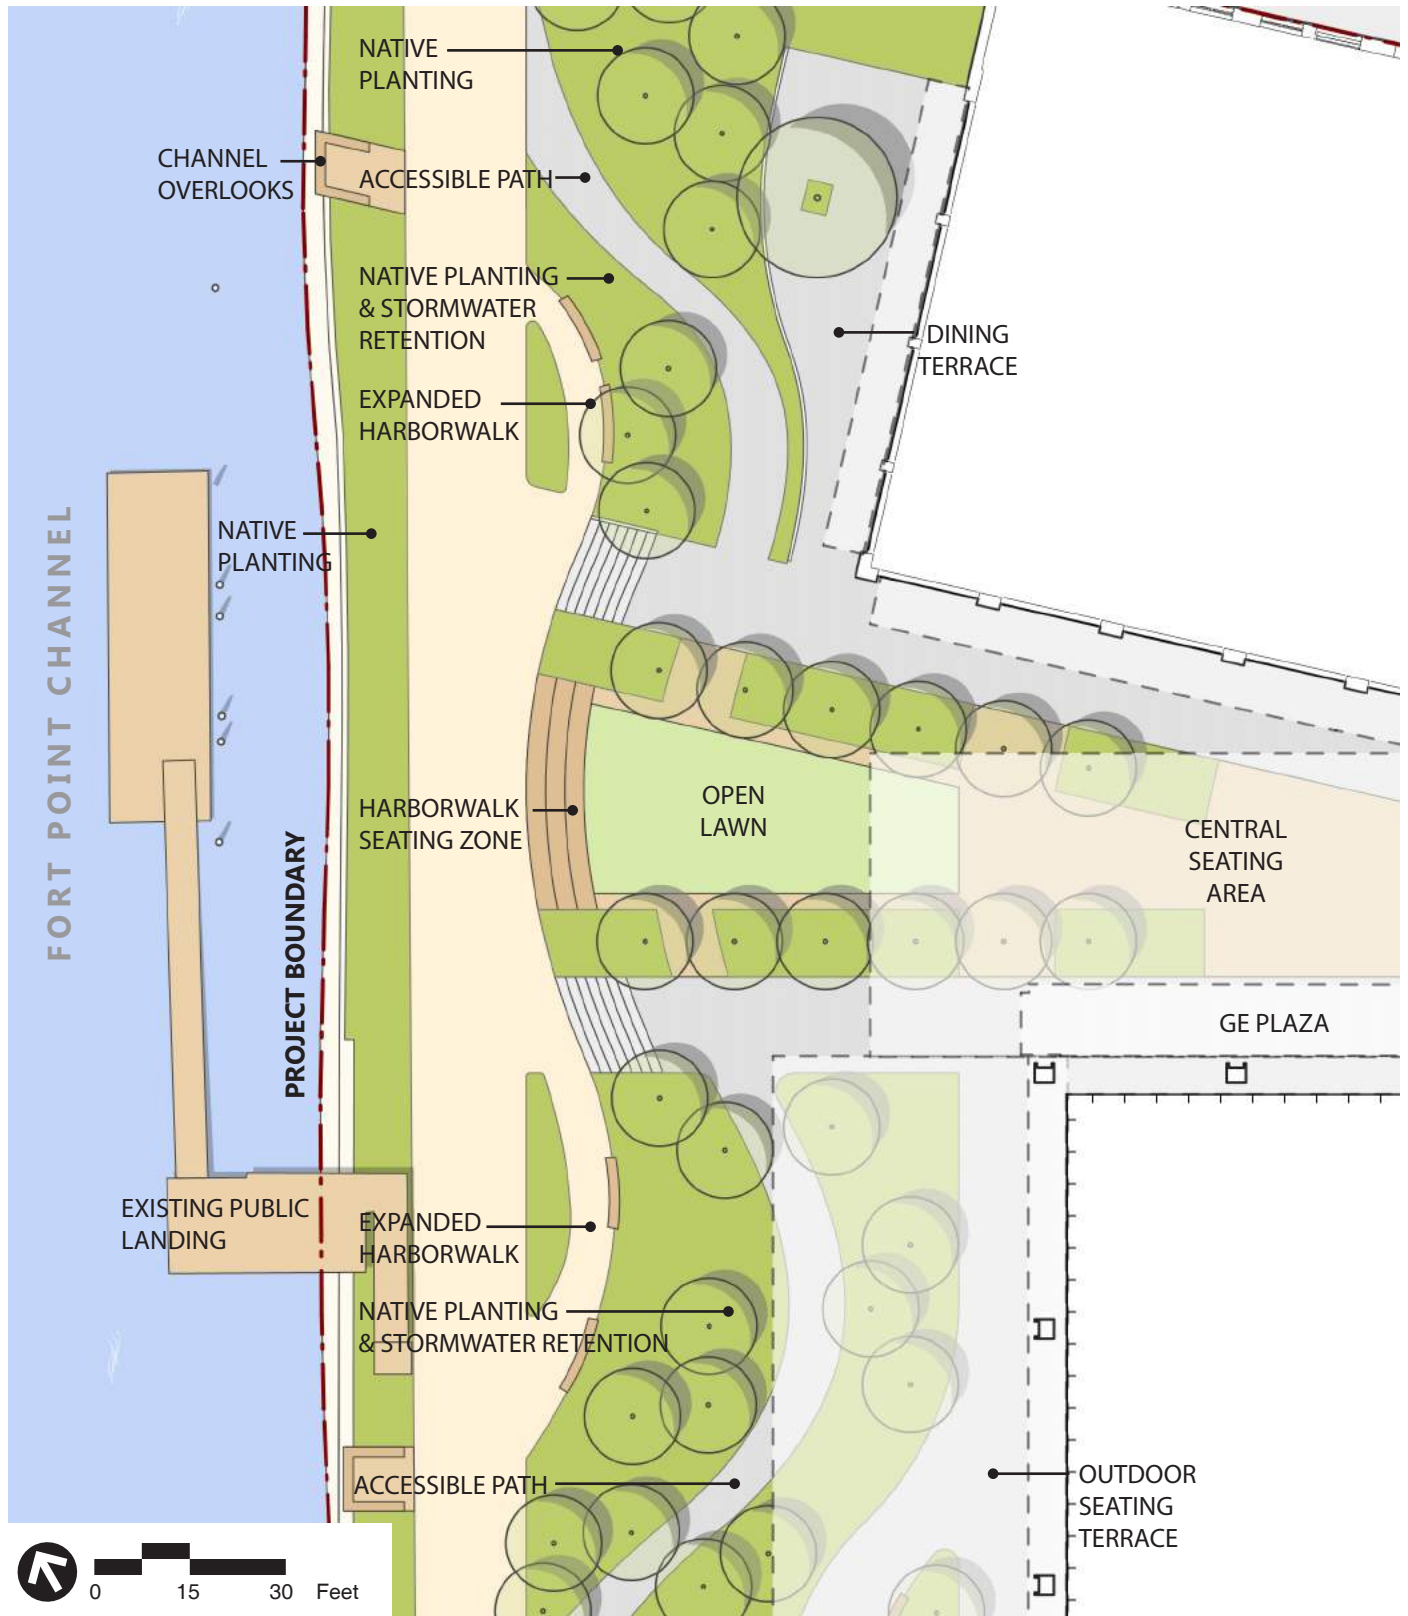 NATIVE
PLANTING
CHANNEL
OVERLOOKS
ACCESSIBLE PATH
NATIVE PLANTING
& STORMWATER
RETENTION
DINING
TERRACE
EXPANDED
HARBORWALK
NATIVE
PLANTING
FORT POINT CHANNEL
PROJECT BOUNDARY
HARBORWALK
SEATING ZONE
OPEN
LAWN
CENTRAL
SEATING
AREA
GE PLAZA
EXISTING PUBLIC
LANDING
EXPANDED
HARBORWALK
NATIVE PLANTING
& STORMWATER RETENTION
ACCESSIBLE PATH
OUTDOOR
SEATING
TERRACE
0 15 30 Feet